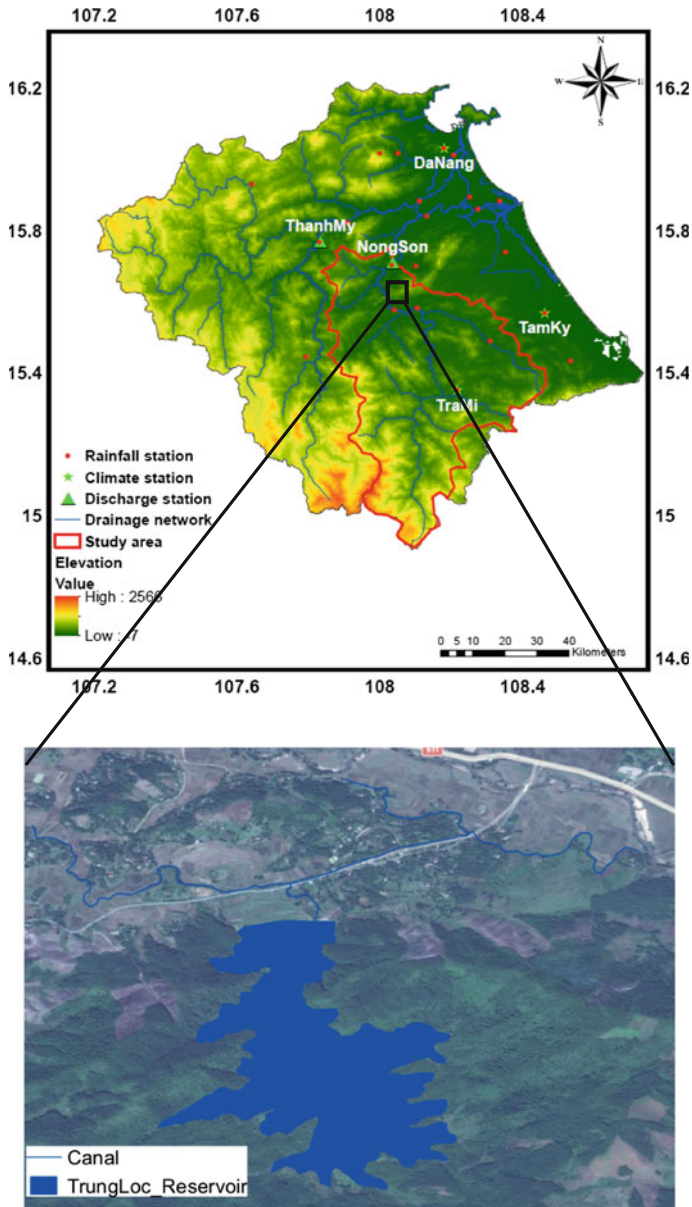 107.2 107.6 108 108.4
N
W E
S
16.2 16.2
DaNang
15.8 15.8
ThanhMy
NongSon
TamKy
15.4 15.4
TraMi
Rainfall station
Climate station
Discharge station
15 15
Drainage network
Study area
Elevation
Value
High : 2566
Low : -7
0 5 10 20 30 40
Kilometers
14.6 14.6
107.2 107.6 108 108.4
Canal
TrungLoc_Reservoir